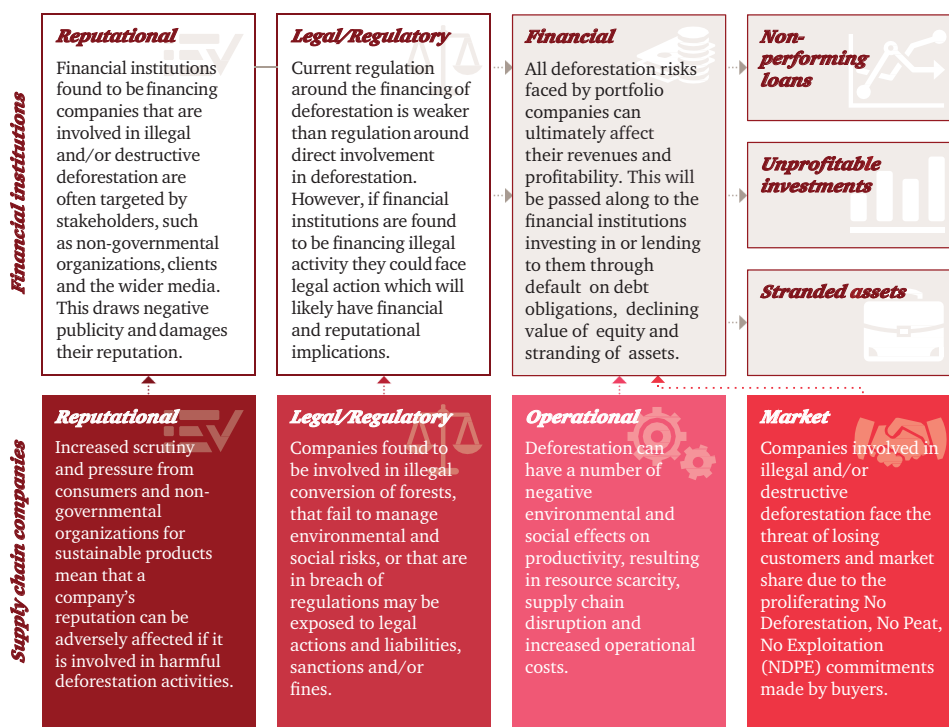 Financial institutions
Reputational
Financial institutions
found to be financing
companies that are
involved in illegal
and/or destructive
deforestation are
often targeted by
stakeholders, such
as non-governmental
organizations, clients
and the wider media.
This draws negative
publicity and damages
their reputation.
Legal/Regulatory
Current regulation
around the financing of
deforestation is weaker
than regulation around
direct involvement
in deforestation.
However, if financial
institutions are found
to be financing illegal
activity they could face
legal action which will
likely have financial
and reputational
implications.
Financial
All deforestation risks
faced by portfolio
companies can
ultimately affect
their revenues and
profitability. This will
be passed along to the
financial institutions
investing in or lending
to them through
default on debt
obligations, declining
value of equity and
stranding of assets.
Non-
performing
loans
Unprofitable
investments
Stranded assets
Supply chain companies
Reputational
Increased scrutiny
and pressure from
consumers and non-
governmental
organizations for
sustainable products
mean that a
company’s
reputation can be
adversely affected if it
is involved in harmful
deforestation activities.
Legal/Regulatory
Companies found to
be involved in illegal
conversion of forests,
that fail to manage
environmental and
social risks, or that are
in breach of
regulations may be
exposed to legal
actions and liabilities,
sanctions and/or
fines.
Operational
Deforestation can
have a number of
negative
environmental and
social effects on
productivity, resulting
in resource scarcity,
supply chain
disruption and
increased operational
costs.
Market
Companies involved in
illegal and/or
destructive
deforestation face the
threat of losing
customers and market
share due to the
proliferating No
Deforestation, No Peat,
No Exploitation
(NDPE) commitments
made by buyers.